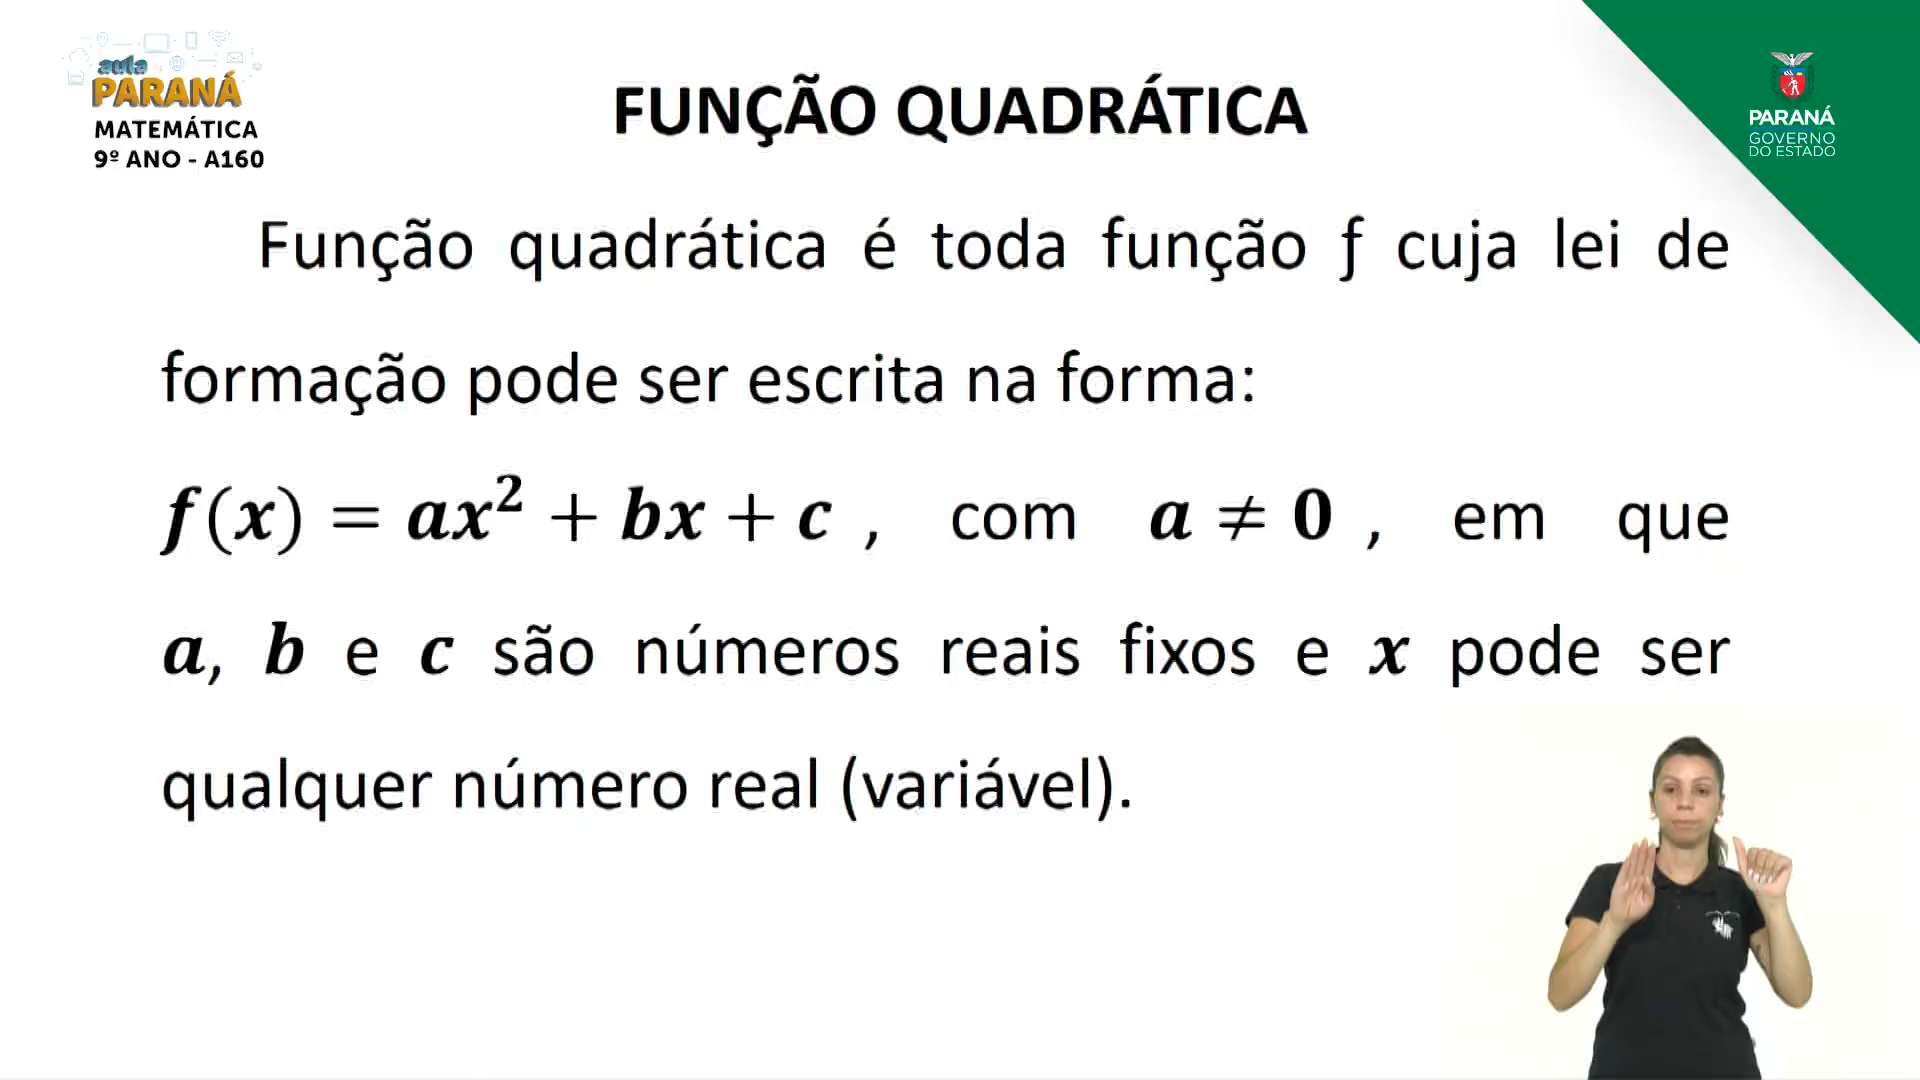 aula
PARANÁ
MATEMÁTICA
9º ANO - A160
FUNÇÃO QUADRÁTICA
PARANÁ
GOVERNO
DO ESTADO
Função quadrática é toda função ƒ cuja lei de
formação pode ser escrita na forma:
f(x) = ax² + bx + c , com a ≠ 0 , em que
a, b e c são números reais fixos e x pode ser
qualquer número real (variável).